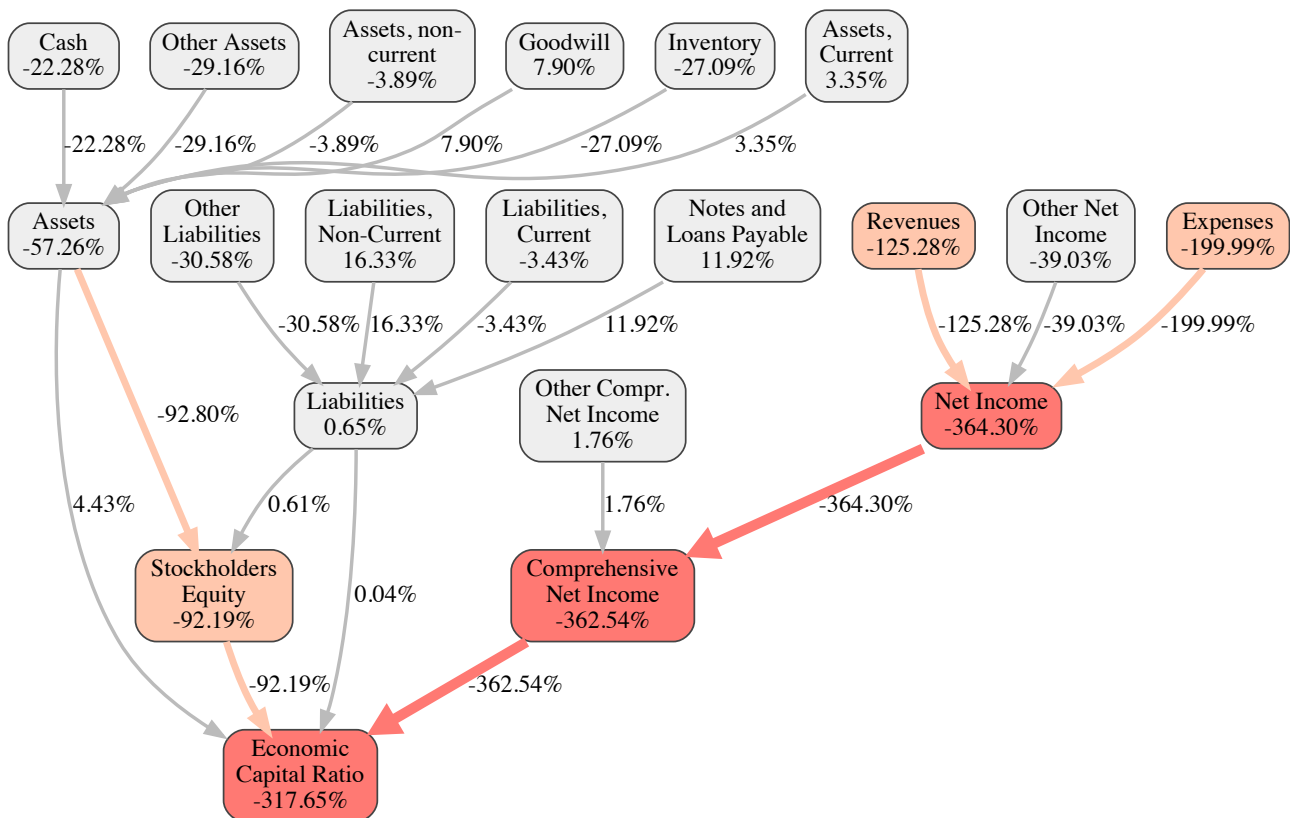 Cash
-22.28%
Other Assets
-29.16%
Assets, non-
current
-3.89%
Goodwill
7.90%
Inventory
-27.09%
Assets,
Current
3.35%
-22.28%
-29.16%
-3.89%
7.90%
-27.09%
3.35%
Assets
-57.26%
Other
Liabilities
-30.58%
Liabilities,
Non-Current
16.33%
Liabilities,
Current
-3.43%
Notes and
Loans Payable
11.92%
Revenues
-125.28%
Other Net
Income
-39.03%
Expenses
-199.99%
-30.58%
16.33%
-3.43%
11.92%
-125.28%
-39.03%
-199.99%
-92.80%
Liabilities
0.65%
Other Compr.
Net Income
1.76%
Net Income
-364.30%
4.43%
0.61%
1.76%
-364.30%
Stockholders
Equity
-92.19%
0.04%
Comprehensive
Net Income
-362.54%
-92.19%
-362.54%
Economic
Capital Ratio
-317.65%